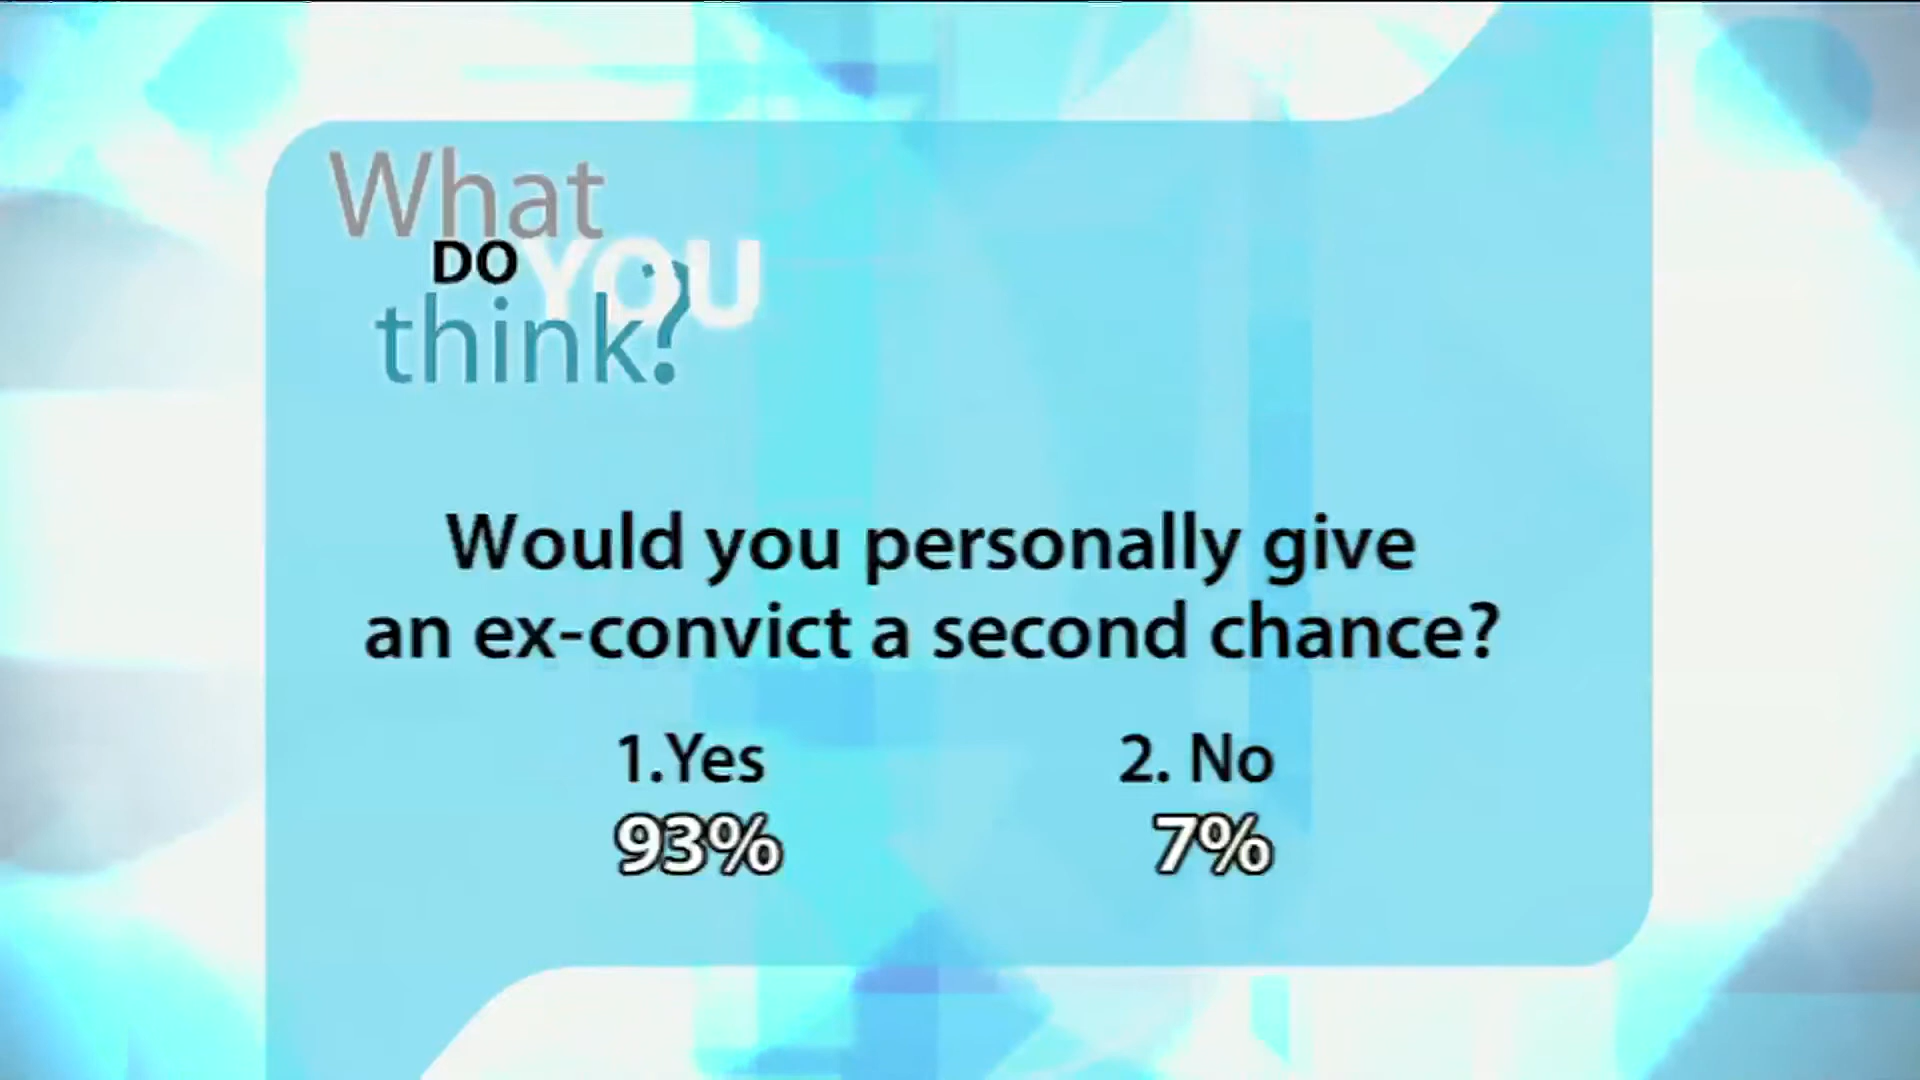 What
DO YOU
think?
Would you personally give
an ex-convict a second chance?
1.Yes 2. No
93% 7%